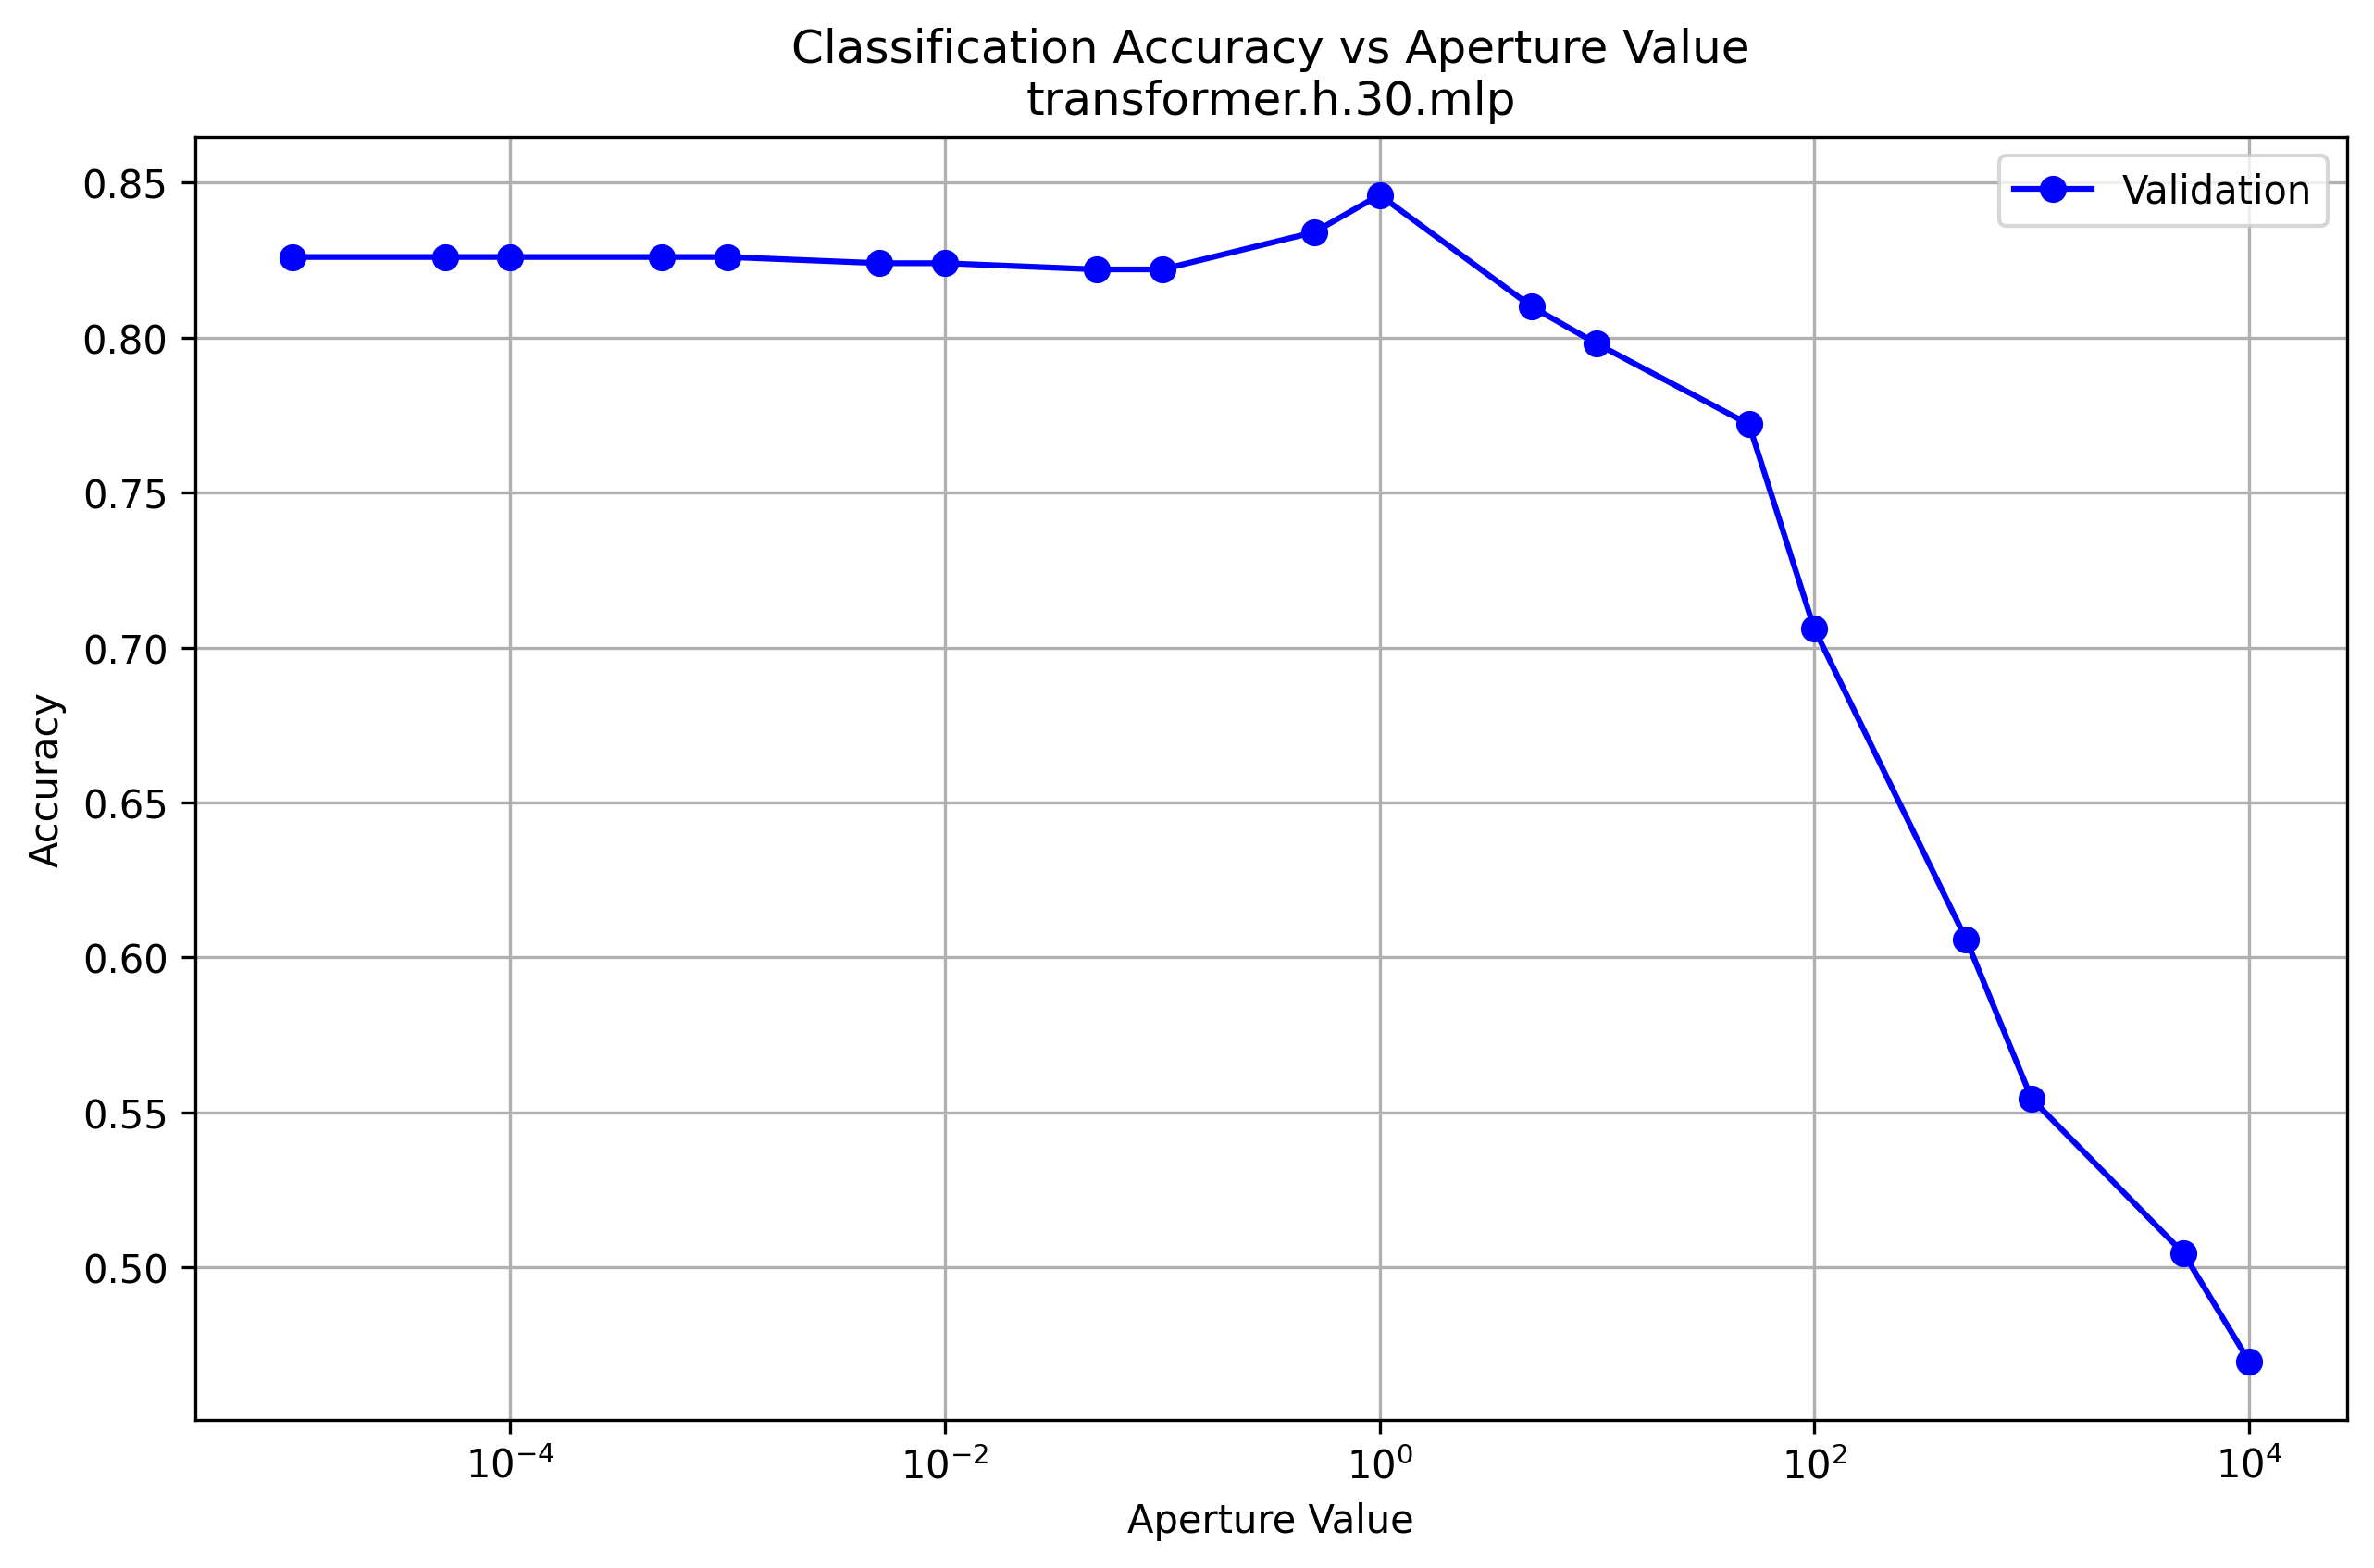 Classification Accuracy vs Aperture Value
transformer.h.30.mlp
Validation
Accuracy
0.85
0.80
0.75
0.70
0.65
0.60
0.55
0.50
10⁻⁴ 10⁻² 10⁰ 10² 10⁴
Aperture Value